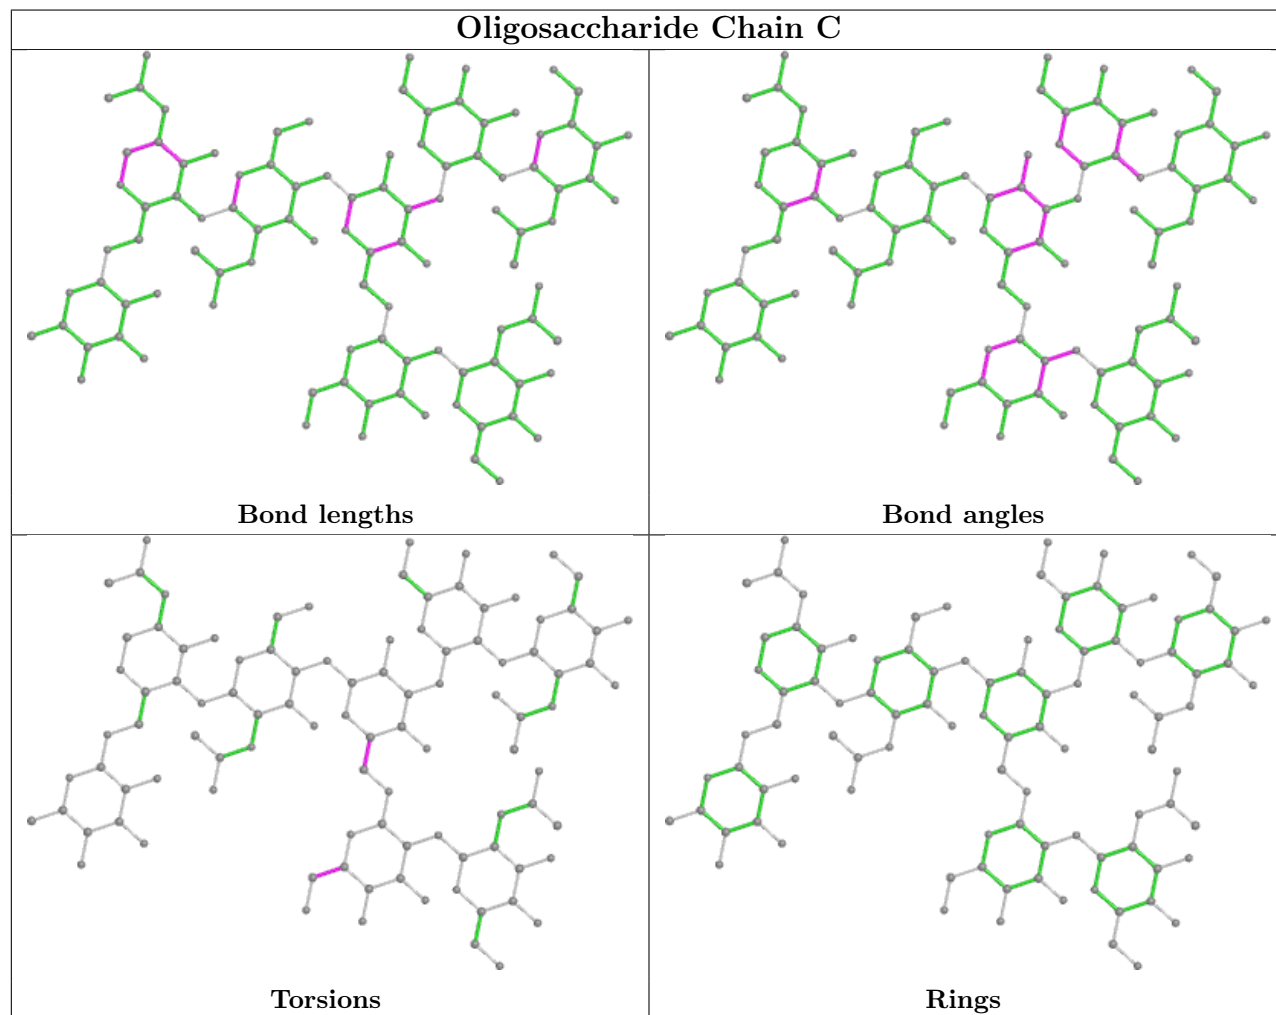 Oligosaccharide Chain C
Bond lengths
Bond angles
Torsions
Rings